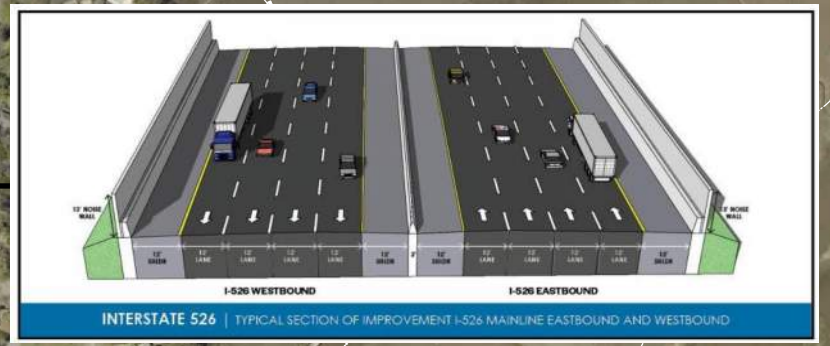 13' NOISE
WALL
12'
SHLDR
12'
LANE
12'
LANE
12'
LANE
12'
LANE
12'
SHLDR
2'
12'
SHLDR
12'
LANE
12'
LANE
12'
LANE
12'
LANE
12'
SHLDR
13' NOISE
WALL
I-526 WESTBOUND
I-526 EASTBOUND
INTERSTATE 526 | TYPICAL SECTION OF IMPROVEMENT I-526 MAINLINE EASTBOUND AND WESTBOUND